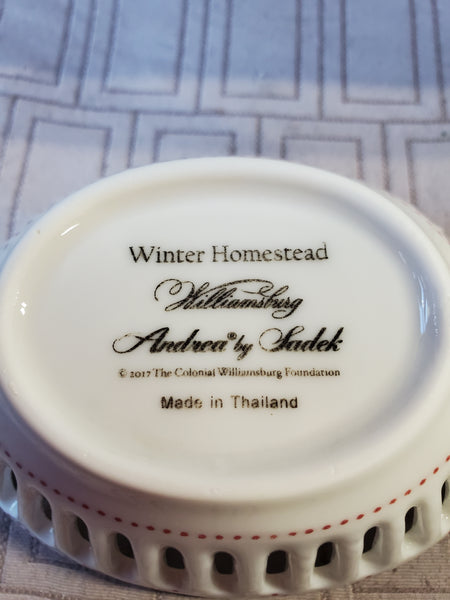 Winter Homestead
Williamsburg
Andrea® by Sadek
© 2017 The Colonial Williamsburg Foundation
Made in Thailand